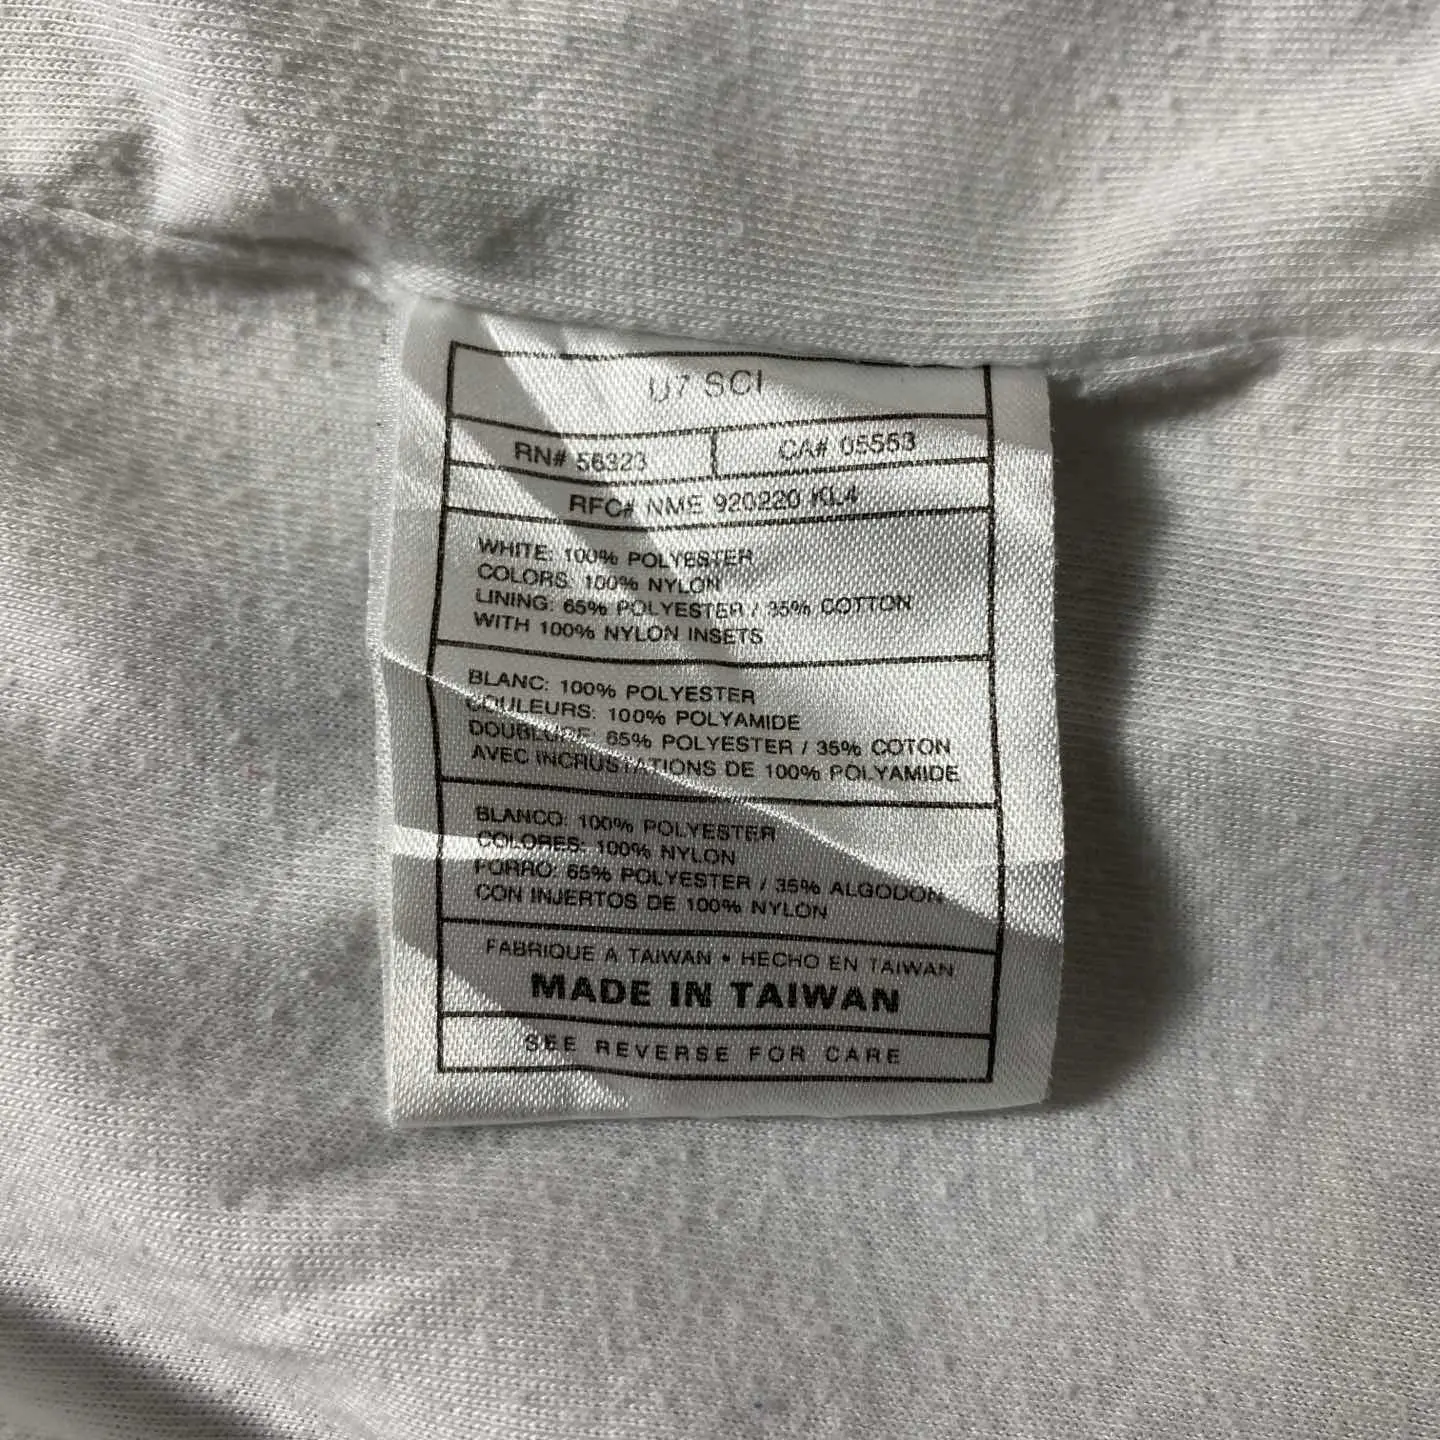 U7 SCI
RN# 56323
CA# 05553
RFC# NME 920220 KL4
WHITE: 100% POLYESTER
COLORS: 100% NYLON
LINING: 65% POLYESTER / 35% COTTON
WITH 100% NYLON INSETS
BLANC: 100% POLYESTER
COULEURS: 100% POLYAMIDE
DOUBLURE: 65% POLYESTER / 35% COTON
AVEC INCRUSTATIONS DE 100% POLYAMIDE
BLANCO: 100% POLYESTER
COLORES: 100% NYLON
FORRO: 65% POLYESTER / 35% ALGODON
CON INJERTOS DE 100% NYLON
FABRIQUE A TAIWAN • HECHO EN TAIWAN
MADE IN TAIWAN
SEE REVERSE FOR CARE